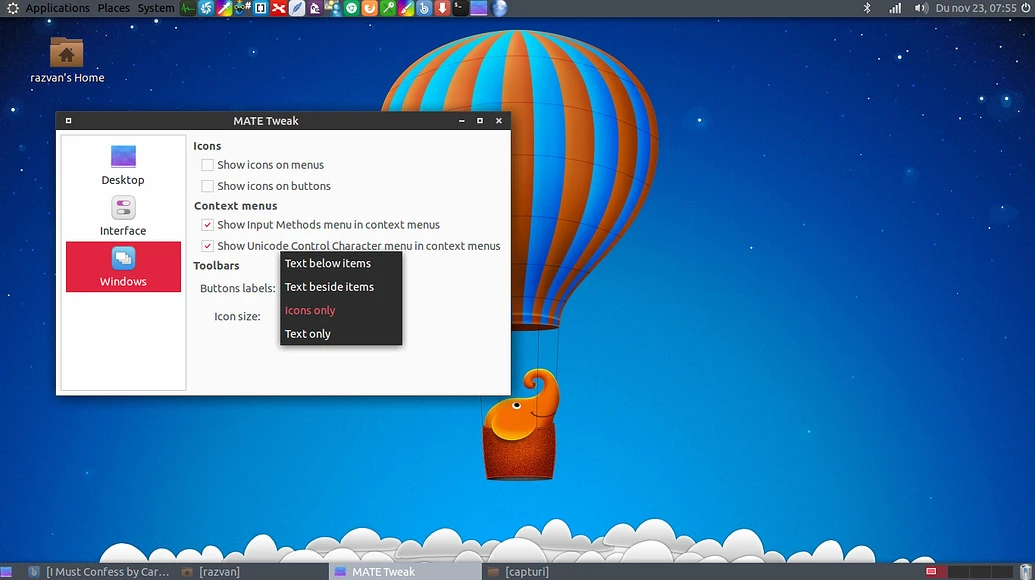 Applications Places System
Du nov 23, 07:55
razvan's Home
MATE Tweak
Desktop
Interface
Windows
Icons
Show icons on menus
Show icons on buttons
Context menus
Show Input Methods menu in context menus
Show Unicode Control Character menu in context menus
Toolbars
Buttons labels:
Icon size:
Text below items
Text beside items
Icons only
Text only
[I Must Confess by Car...
[razvan]
MATE Tweak
[capturi]